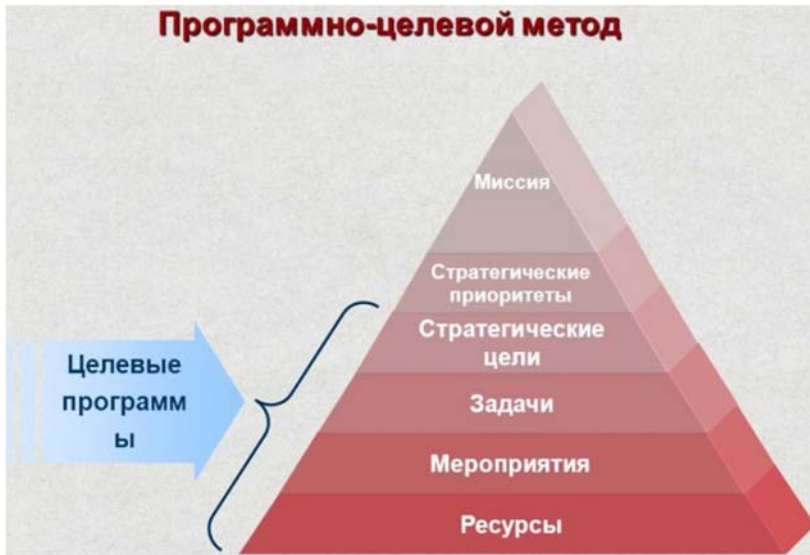 Программно-целевой метод
Миссия
Стратегические
приоритеты
Стратегические
цели
Целевые
программ
ы
Задачи
Мероприятия
Ресурсы